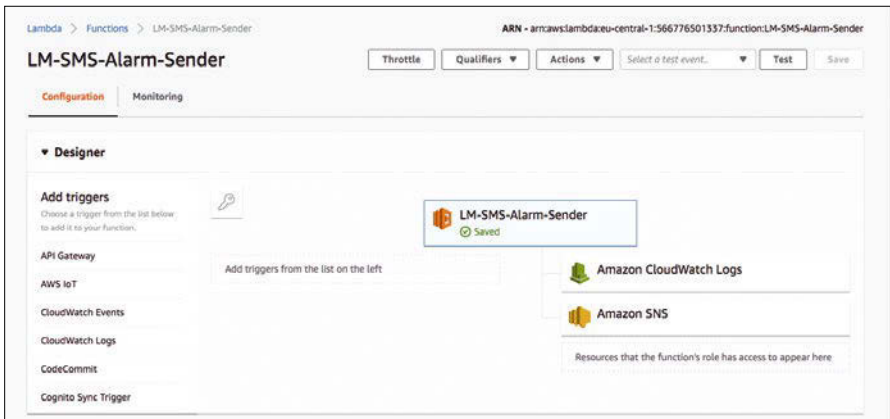 Lambda > Functions > LM-SMS-Alarm-Sender
ARN - arn:aws:lambda:eu-central-1:566776501337:function:LM-SMS-Alarm-Sender
LM-SMS-Alarm-Sender
Throttle
Qualifiers
Actions
Select a test event..
Test
Save
Configuration
Monitoring
Designer
Add triggers
Choose a trigger from the list below
to add it to your function.
API Gateway
AWS IoT
CloudWatch Events
CloudWatch Logs
CodeCommit
Cognito Sync Trigger
Add triggers from the list on the left
LM-SMS-Alarm-Sender
Saved
Amazon CloudWatch Logs
Amazon SNS
Resources that the function's role has access to appear here